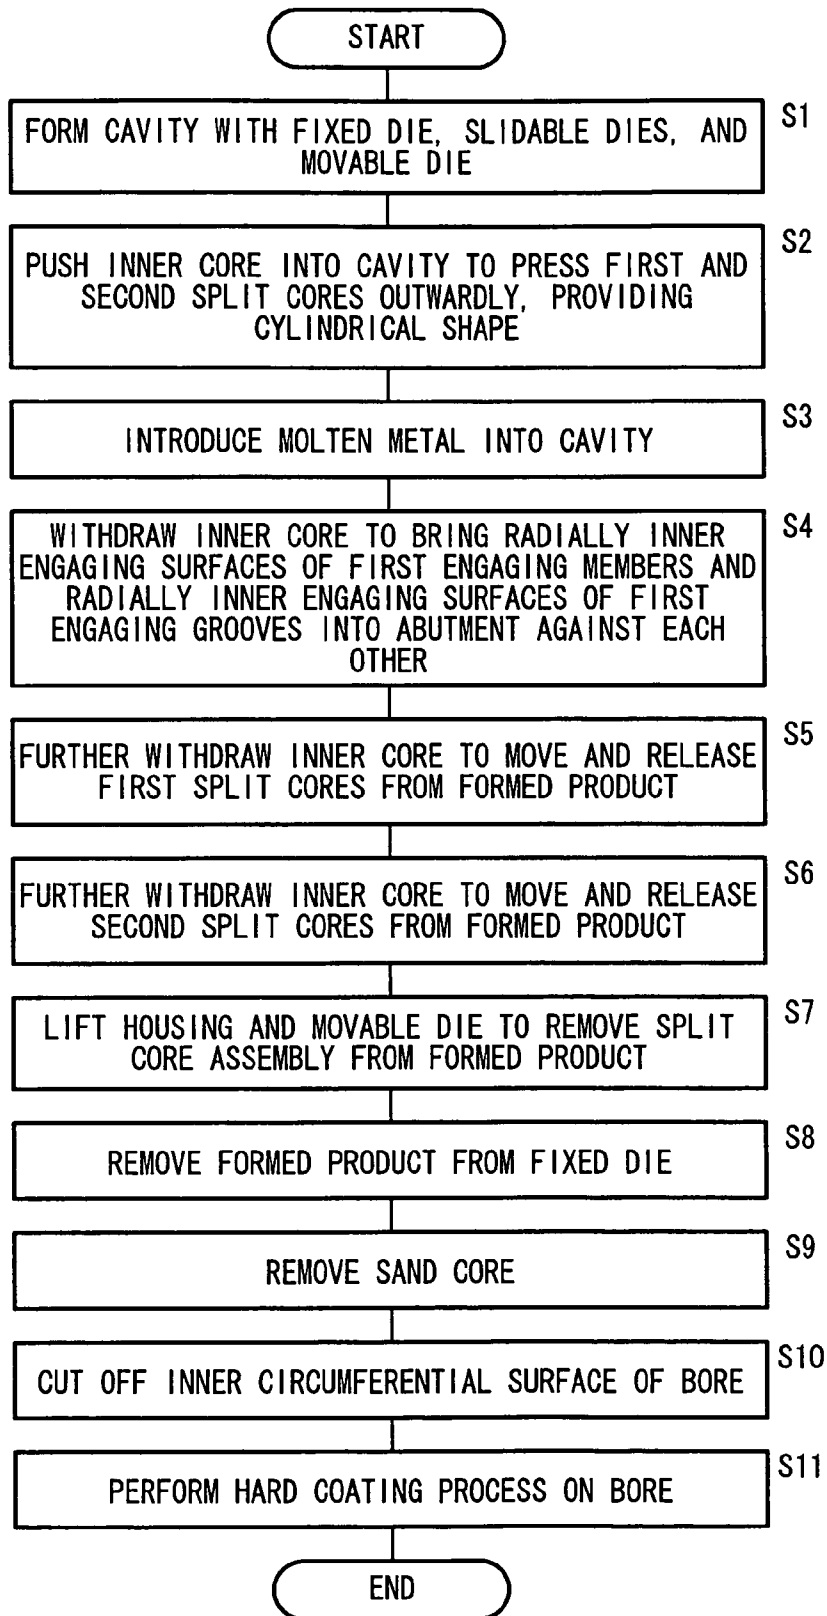 START
S1
FORM CAVITY WITH FIXED DIE, SLIDABLE DIES, AND
MOVABLE DIE
S2
PUSH INNER CORE INTO CAVITY TO PRESS FIRST AND
SECOND SPLIT CORES OUTWARDLY, PROVIDING
CYLINDRICAL SHAPE
S3
INTRODUCE MOLTEN METAL INTO CAVITY
S4
WITHDRAW INNER CORE TO BRING RADIALLY INNER
ENGAGING SURFACES OF FIRST ENGAGING MEMBERS AND
RADIALLY INNER ENGAGING SURFACES OF FIRST
ENGAGING GROOVES INTO ABUTMENT AGAINST EACH
OTHER
S5
FURTHER WITHDRAW INNER CORE TO MOVE AND RELEASE
FIRST SPLIT CORES FROM FORMED PRODUCT
S6
FURTHER WITHDRAW INNER CORE TO MOVE AND RELEASE
SECOND SPLIT CORES FROM FORMED PRODUCT
S7
LIFT HOUSING AND MOVABLE DIE TO REMOVE SPLIT
CORE ASSEMBLY FROM FORMED PRODUCT
S8
REMOVE FORMED PRODUCT FROM FIXED DIE
S9
REMOVE SAND CORE
S10
CUT OFF INNER CIRCUMFERENTIAL SURFACE OF BORE
S11
PERFORM HARD COATING PROCESS ON BORE
END